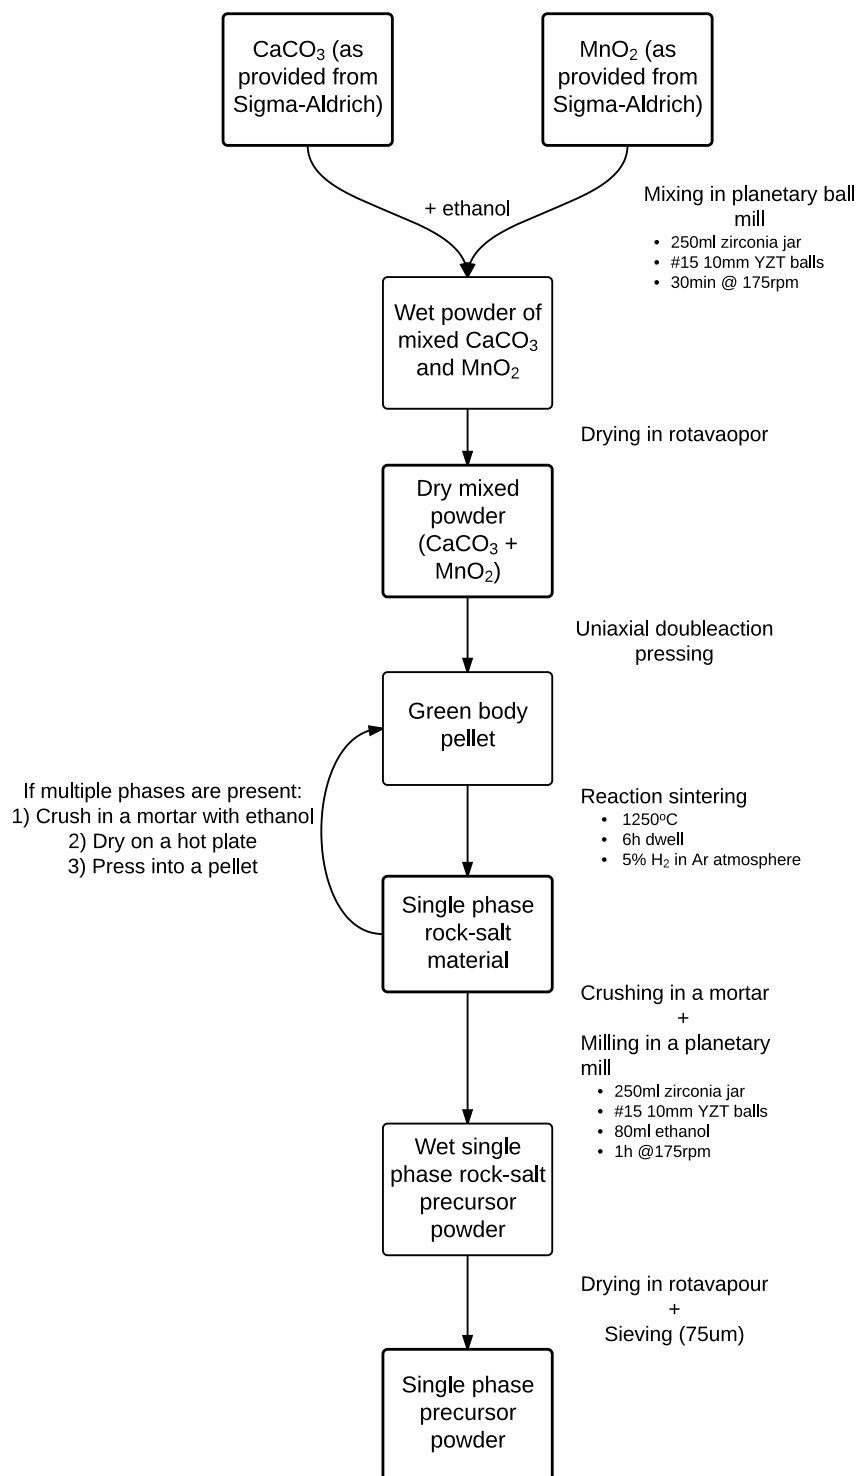 CaCO₃ (as
provided from
Sigma-Aldrich)
MnO₂ (as
provided from
Sigma-Aldrich)
+ ethanol
Mixing in planetary ball
mill
• 250ml zirconia jar
• #15 10mm YZT balls
• 30min @ 175rpm
Wet powder of
mixed CaCO₃
and MnO₂
Drying in rotavaopor
Dry mixed
powder
(CaCO₃ +
MnO₂)
Uniaxial doubleaction
pressing
Green body
pellet
If multiple phases are present:
1) Crush in a mortar with ethanol
2) Dry on a hot plate
3) Press into a pellet
Reaction sintering
• 1250ºC
• 6h dwell
• 5% H₂ in Ar atmosphere
Single phase
rock-salt
material
Crushing in a mortar
+
Milling in a planetary
mill
• 250ml zirconia jar
• #15 10mm YZT balls
• 80ml ethanol
• 1h @175rpm
Wet single
phase rock-salt
precursor
powder
Drying in rotavapour
+
Sieving (75um)
Single phase
precursor
powder